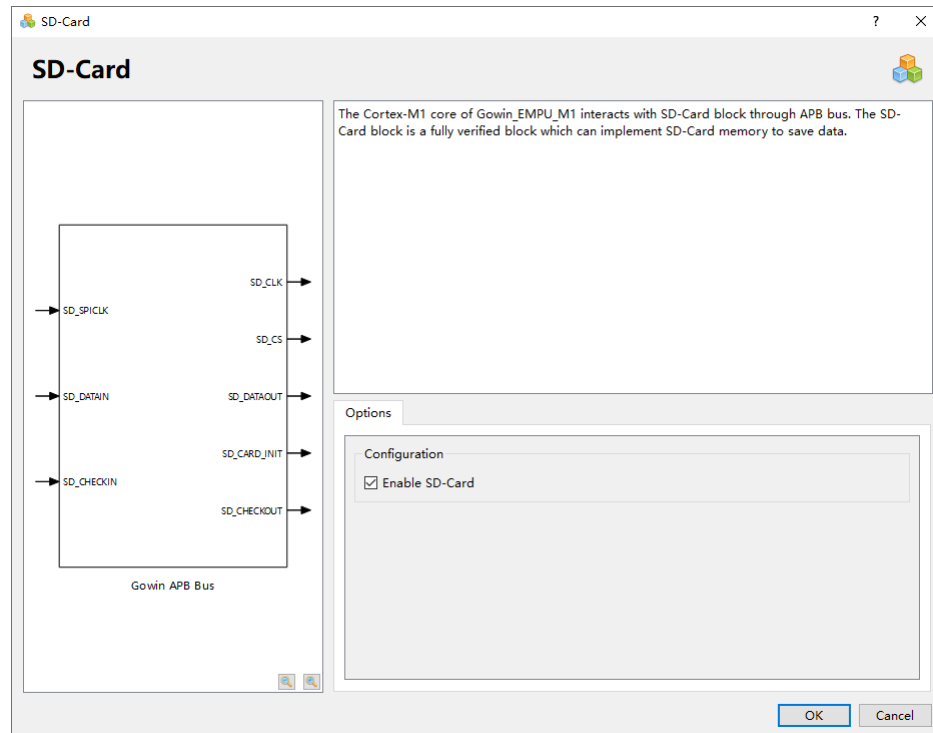 SD-Card
?
SD-Card
The Cortex-M1 core of Gowin_EMPU_M1 interacts with SD-Card block through APB bus. The SD-
Card block is a fully verified block which can implement SD-Card memory to save data.
SD_CLK
SD_SPICLK
SD_CS
SD_DATAIN
SD_DATAOUT
SD_CARD_INIT
SD_CHECKIN
SD_CHECKOUT
Gowin APB Bus
Options
Configuration
Enable SD-Card
OK
Cancel